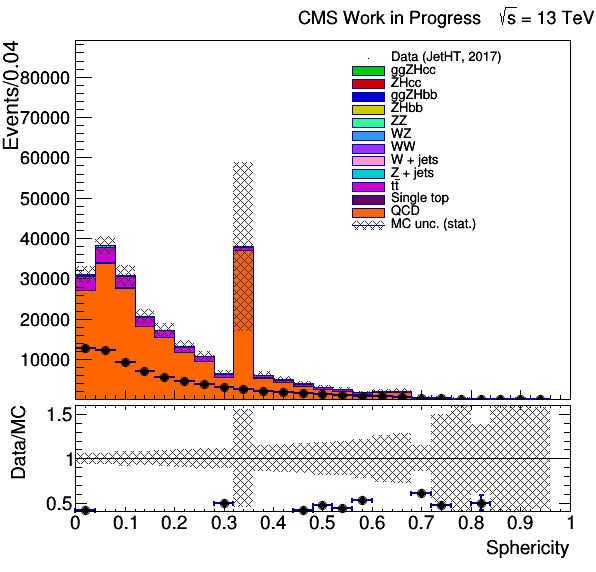 CMS Work in Progress √s = 13 TeV
Events/0.04
80000
70000
60000
50000
40000
30000
20000
10000
Data (JetHT, 2017)
ggZHcc
ZHcc
ggZHbb
ZHbb
ZZ
WZ
WW
W + jets
Z + jets
tt̄
Single top
QCD
MC unc. (stat.)
Data/MC
1.5
1
0.5
0 0.1 0.2 0.3 0.4 0.5 0.6 0.7 0.8 0.9 1
Sphericity